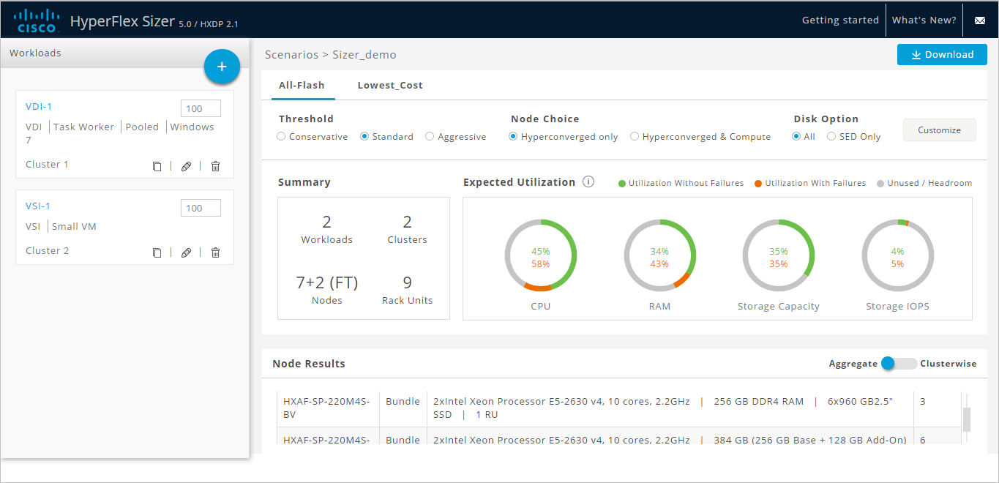 CISCO
HyperFlex Sizer 5.0 / HXDP 2.1
Getting started
What's New?
Workloads
+
VDI-1
100
VDI | Task Worker | Pooled | Windows
7
Cluster 1
VSI-1
100
VSI | Small VM
Cluster 2
Scenarios > Sizer_demo
Download
All-Flash
Lowest_Cost
Threshold
Conservative Standard Aggressive
Node Choice
Hyperconverged only Hyperconverged & Compute
Disk Option
All SED Only
Customize
Summary
2
Workloads
2
Clusters
7+2 (FT)
Nodes
9
Rack Units
Expected Utilization i
Utilization Without Failures Utilization With Failures Unused / Headroom
45%
58%
CPU
34%
43%
RAM
35%
35%
Storage Capacity
4%
5%
Storage IOPS
Node Results
Aggregate Clusterwise
HXAF-SP-220M4S-
BV
Bundle
2xIntel Xeon Processor E5-2630 v4, 10 cores, 2.2GHz | 256 GB DDR4 RAM | 6x960 GB2.5"
SSD | 1 RU
3
HXAF-SP-220M4S-
Bundle
2xIntel Xeon Processor E5-2630 v4, 10 cores, 2.2GHz | 384 GB (256 GB Base + 128 GB Add-On)
6